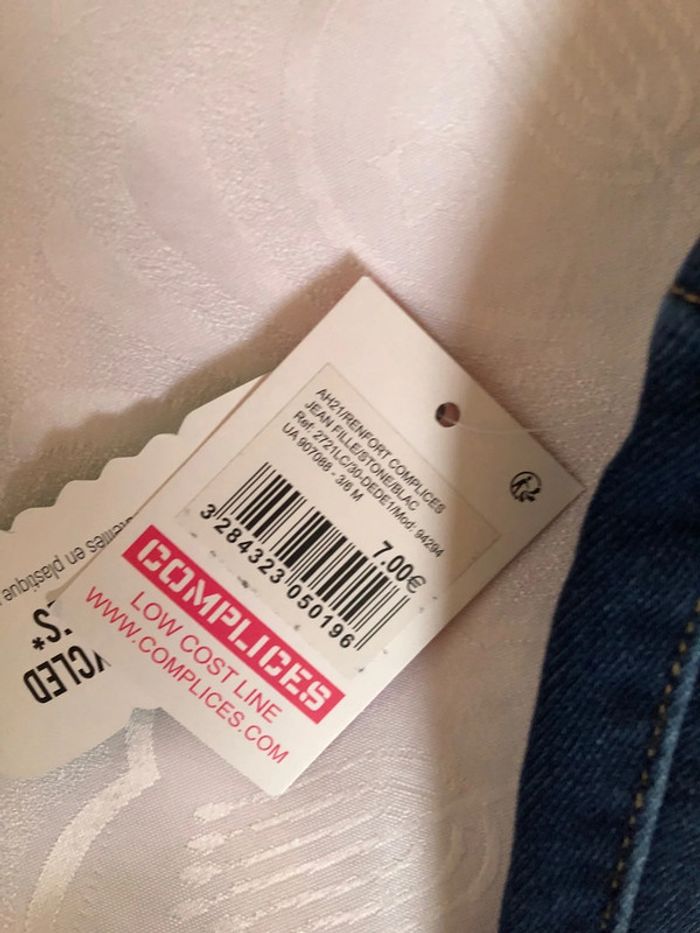 AH21/RENFORT COMPLICES
JEAN FILLE/STONE/BLAC
Ref: 2721LC/30-DEDE1/Mod: 94294
UA 907088 - 3/6 M
7.00€
3 284323 050196
COMPLICES
LOW COST LINE
WWW.COMPLICES.COM
en plastique